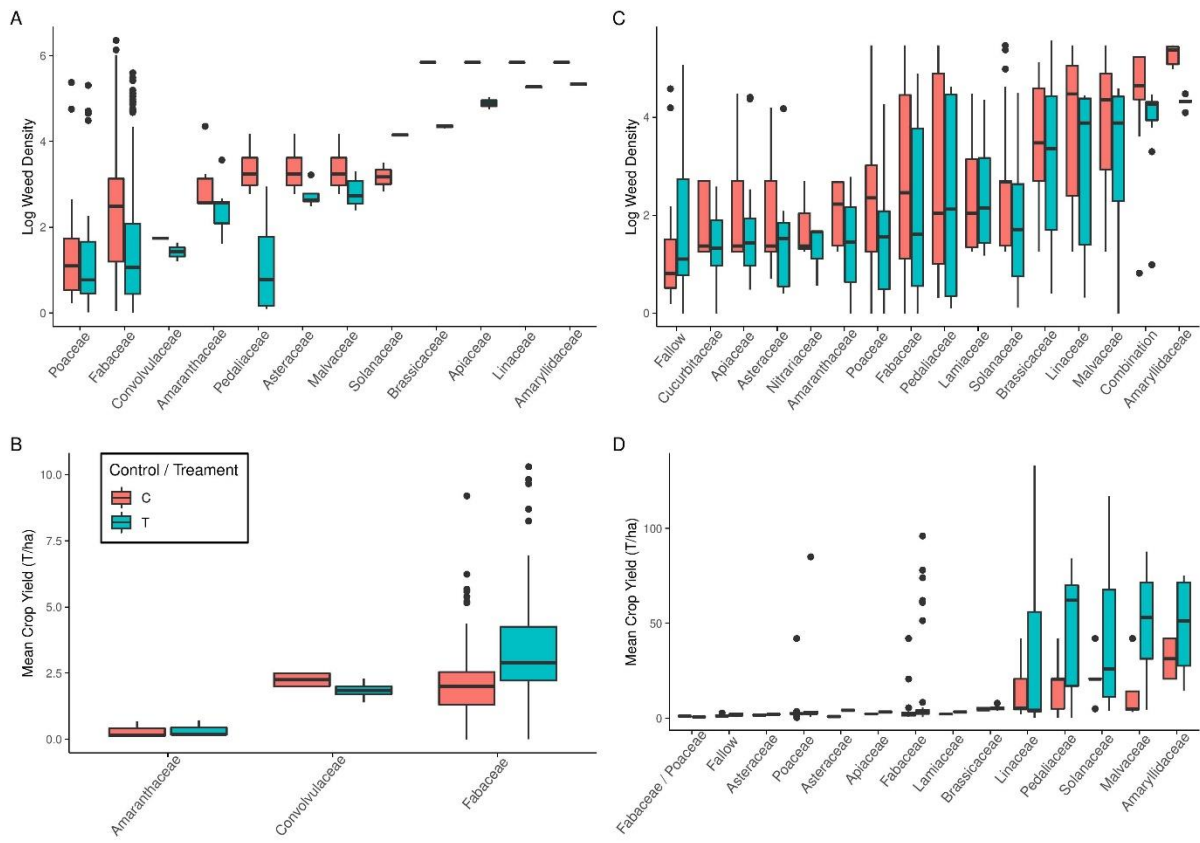 A
Log Weed Density
6
4
2
0
Poaceae
Fabaceae
Convolvulaceae
Amaranthaceae
Pedaliaceae
Asteraceae
Malvaceae
Solanaceae
Brassicaceae
Apiaceae
Linaceae
Amaryllidaceae
C
Log Weed Density
4
2
0
Fallow
Cucurbitaceae
Apiaceae
Asteraceae
Nitrariaceae
Amaranthaceae
Poaceae
Fabaceae
Pedaliaceae
Lamiaceae
Solanaceae
Brassicaceae
Linaceae
Malvaceae
Combination
Amaryllidaceae
B
Mean Crop Yield (T/ha)
10.0
7.5
5.0
2.5
0.0
Control / Treament
C
T
Amaranthaceae
Convolvulaceae
Fabaceae
D
Mean Crop Yield (T/ha)
100
50
0
Fabaceae / Poaceae
Fallow
Asteraceae
Poaceae
Asteraceae
Apiaceae
Fabaceae
Lamiaceae
Brassicaceae
Linaceae
Pedaliaceae
Solanaceae
Malvaceae
Amaryllidaceae